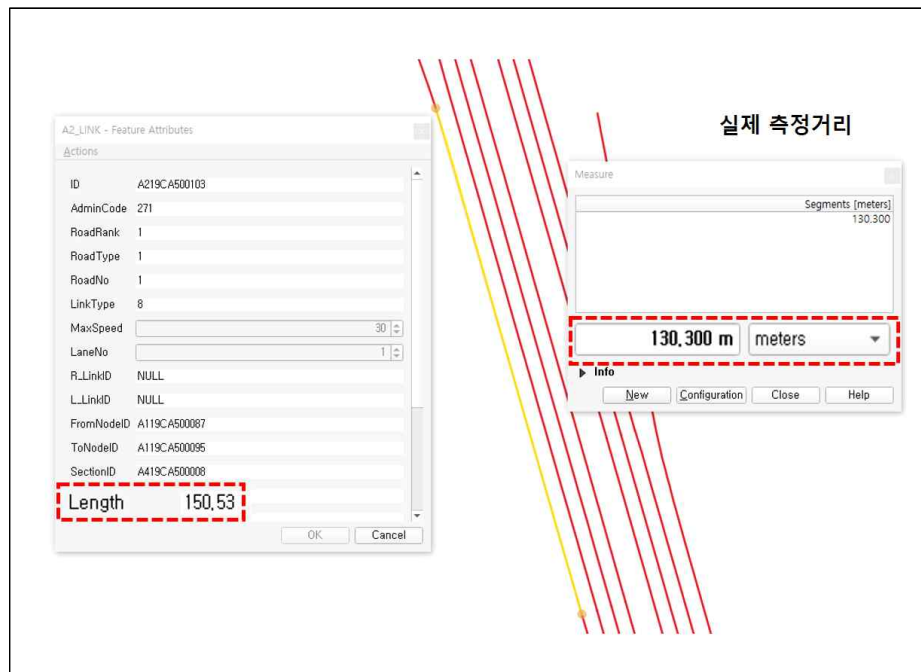 A2_LINK - Feature Attributes
Actions
ID A219CA500103
AdminCode 271
RoadRank 1
RoadType 1
RoadNo 1
LinkType 8
MaxSpeed 30
LaneNo 1
R_LinkID NULL
L_LinkID NULL
FromNodeID A119CA500087
ToNodeID A119CA500095
SectionID A419CA500008
Length 150,53
OK Cancel
실제 측정거리
Measure
Segments [meters]
130.300
130,300 m meters
Info
New Configuration Close Help